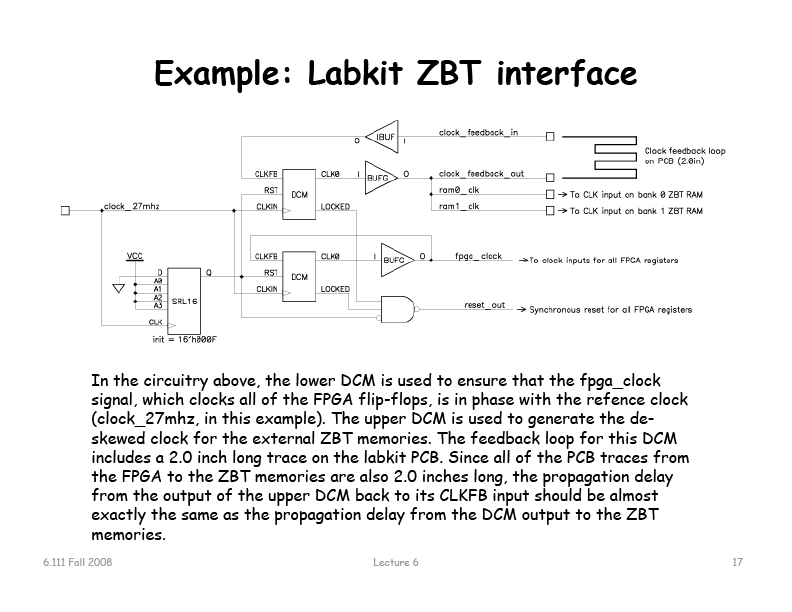 Example: Labkit ZBT interface
IBUF
O
I
clock_feedback_in
Clock feedback loop
on PCB (2.0in)
CLKFB
CLK0
I
BUFG
O
clock_feedback_out
RST
DCM
ram0_clk
To CLK input on bank 0 ZBT RAM
clock_27mhz
CLKIN
LOCKED
ram1_clk
To CLK input on bank 1 ZBT RAM
VCC
CLKFB
CLK0
I
BUFG
O
fpga_clock
To clock inputs for all FPGA registers
D
Q
RST
DCM
A0
A1
CLKIN
LOCKED
A2
SRL16
A3
reset_out
Synchronous reset for all FPGA registers
CLK
init = 16'h000F
In the circuitry above, the lower DCM is used to ensure that the fpga_clock
signal, which clocks all of the FPGA flip-flops, is in phase with the refence clock
(clock_27mhz, in this example). The upper DCM is used to generate the de-
skewed clock for the external ZBT memories. The feedback loop for this DCM
includes a 2.0 inch long trace on the labkit PCB. Since all of the PCB traces from
the FPGA to the ZBT memories are also 2.0 inches long, the propagation delay
from the output of the upper DCM back to its CLKFB input should be almost
exactly the same as the propagation delay from the DCM output to the ZBT
memories.
6.111 Fall 2008
Lecture 6
17